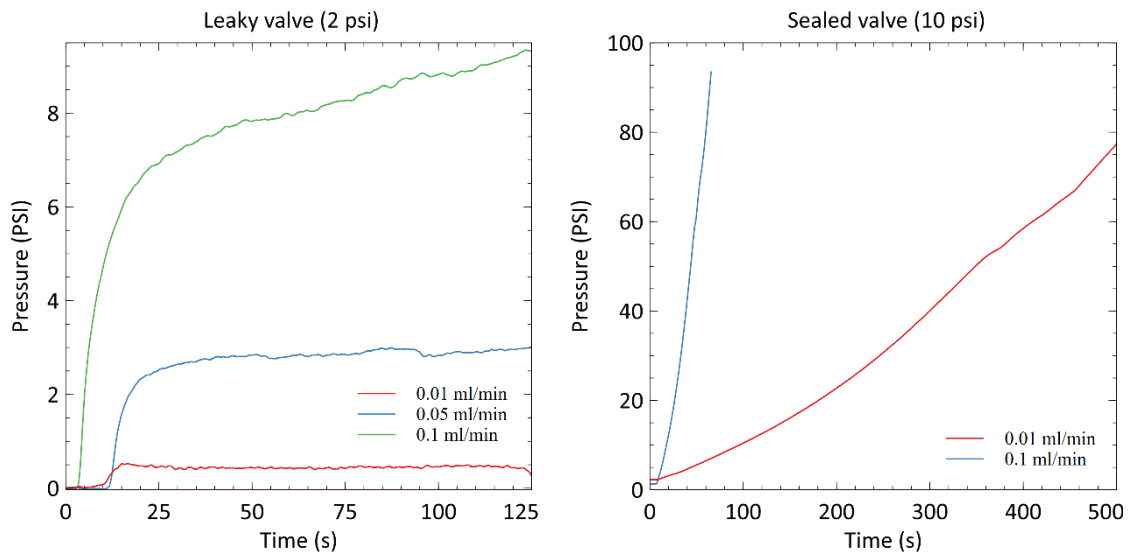 Leaky valve (2 psi)
Pressure (PSI)
8
6
4
2
0
0 25 50 75 100 125
Time (s)
0.01 ml/min
0.05 ml/min
0.1 ml/min
Sealed valve (10 psi)
Pressure (PSI)
100
80
60
40
20
0
0 100 200 300 400 500
Time (s)
0.01 ml/min
0.1 ml/min